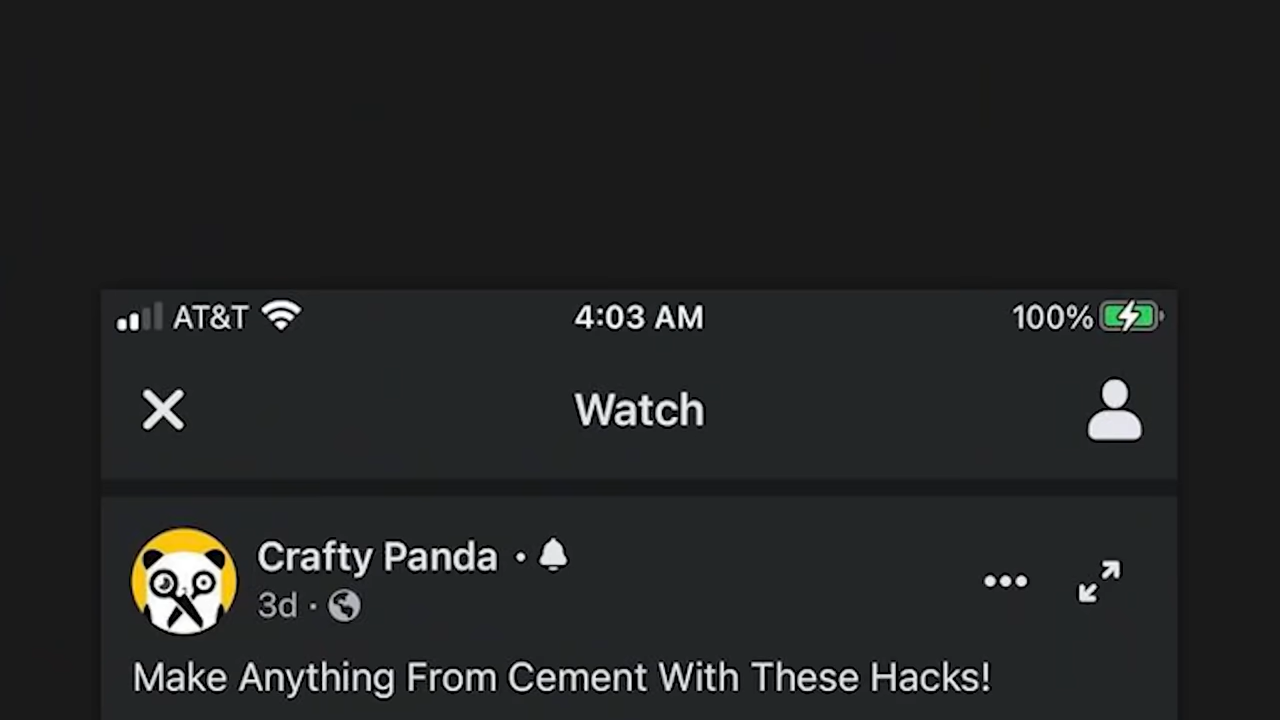 AT&T 4:03 AM 100%
Watch
Crafty Panda ·
3d ·
Make Anything From Cement With These Hacks!